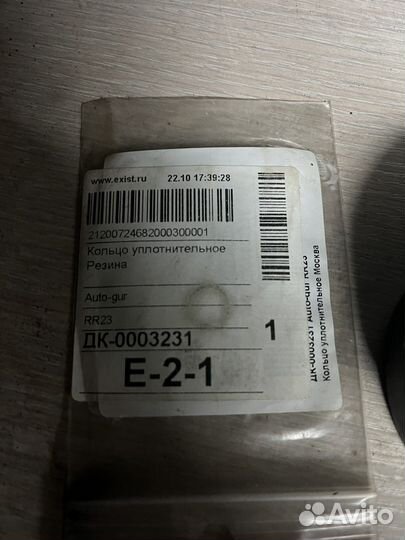 www.exist.ru 22.10 17:39:28
21200724682000300001
Кольцо уплотнительное
Резина
Auto-gur
RR23
ДК-0003231
1
E-2-1
ДК-0003231 Auto-gur RR23
Кольцо уплотнительное Москва
Avito